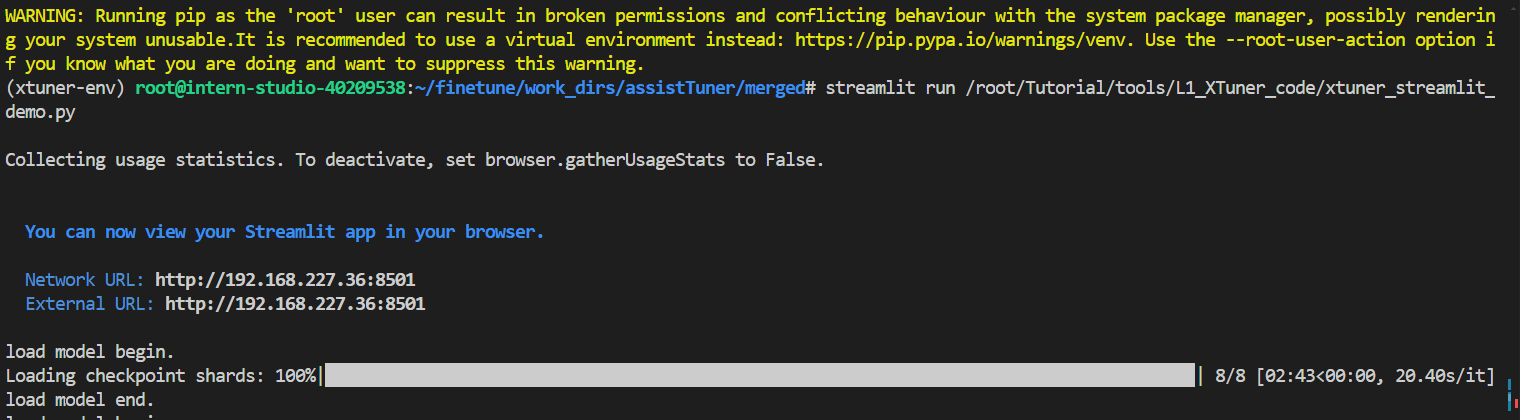 WARNING: Running pip as the 'root' user can result in broken permissions and conflicting behaviour with the system package manager, possibly renderin
g your system unusable.It is recommended to use a virtual environment instead: https://pip.pypa.io/warnings/venv. Use the --root-user-action option i
f you know what you are doing and want to suppress this warning.
(xtuner-env) root@intern-studio-40209538:~/finetune/work_dirs/assistTuner/merged# streamlit run /root/Tutorial/tools/L1_XTuner_code/xtuner_streamlit_
demo.py
Collecting usage statistics. To deactivate, set browser.gatherUsageStats to False.
You can now view your Streamlit app in your browser.
Network URL: http://192.168.227.36:8501
External URL: http://192.168.227.36:8501
load model begin.
Loading checkpoint shards: 100%| | 8/8 [02:43<00:00, 20.40s/it]
load model end.